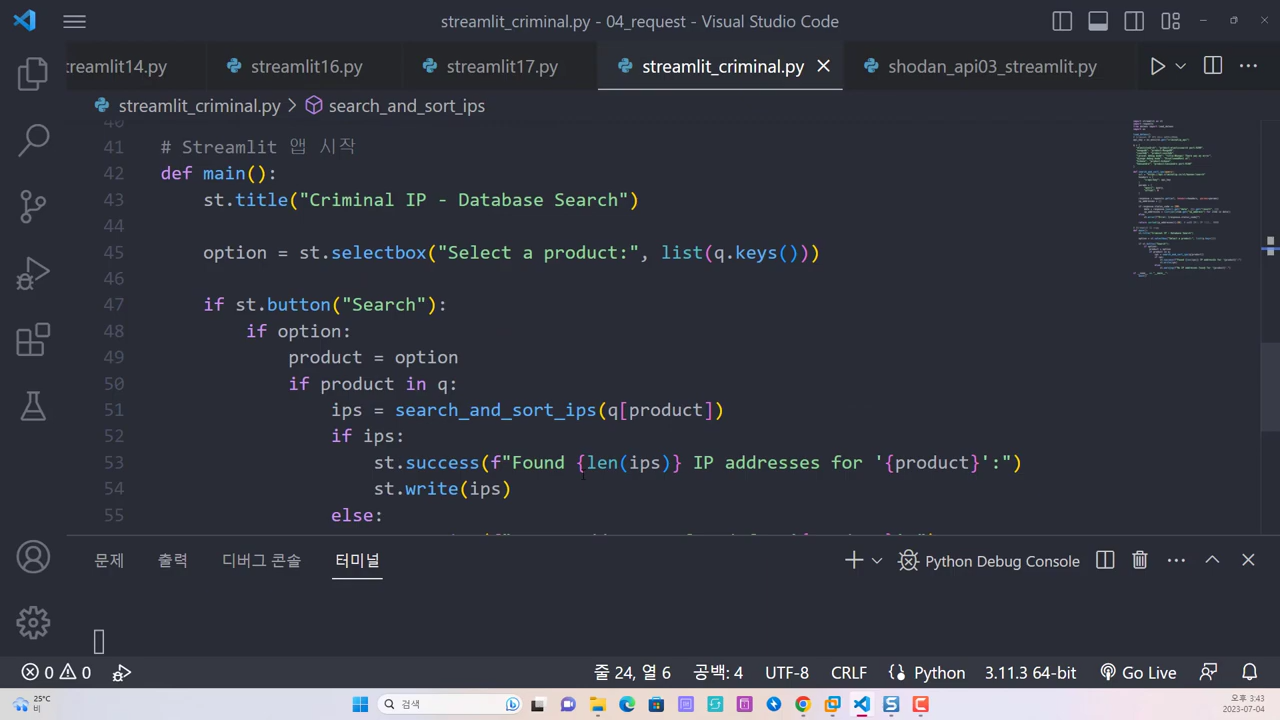 streamlit_criminal.py - 04_request - Visual Studio Code
treamlit14.py
streamlit16.py
streamlit17.py
streamlit_criminal.py
shodan_api03_streamlit.py
streamlit_criminal.py > search_and_sort_ips
40
41 # Streamlit 앱 시작
42 def main():
43 st.title("Criminal IP - Database Search")
44
45 option = st.selectbox("Select a product:", list(q.keys()))
46
47 if st.button("Search"):
48 if option:
49 product = option
50 if product in q:
51 ips = search_and_sort_ips(q[product])
52 if ips:
53 st.success(f"Found {len(ips)} IP addresses for '{product}':")
54 st.write(ips)
55 else:
문제 출력 디버그 콘솔 터미널
Python Debug Console
0 0
줄 24, 열 6 공백: 4 UTF-8 CRLF Python 3.11.3 64-bit Go Live
25°C
비
검색
오후 3:43
2023-07-04